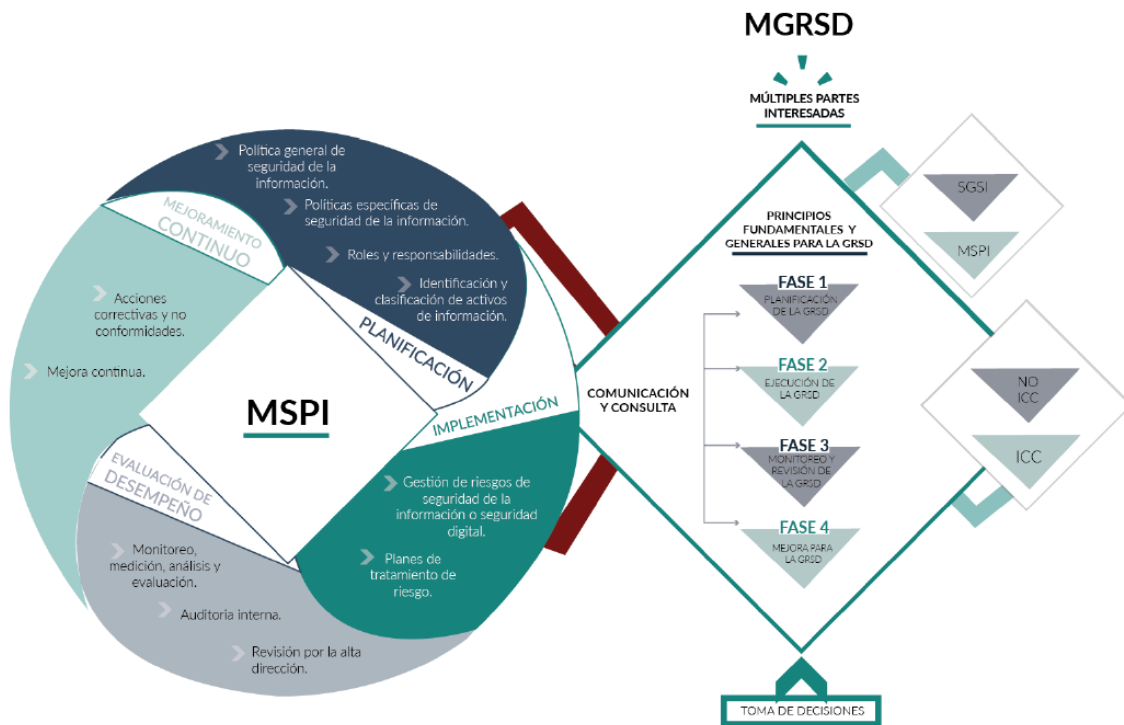 Política general de
seguridad de la
información.
Políticas específicas de
seguridad de la información.
Roles y responsabilidades.
Identificación y
clasificación de activos
de información.
PLANIFICACIÓN
MEJORAMIENTO
CONTINUO
Acciones
correctivas y no
conformidades.
Mejora continua.
MSPI
IMPLEMENTACIÓN
Gestión de riesgos de
seguridad de la
información o seguridad
digital.
Planes de
tratamiento de
riesgo.
EVALUACIÓN DE
DESEMPEÑO
Monitoreo,
medición, análisis y
evaluación.
Auditoria interna.
Revisión por la alta
dirección.
MGRSD
MÚLTIPLES PARTES
INTERESADAS
PRINCIPIOS
FUNDAMENTALES Y
GENERALES PARA LA GRSD
COMUNICACIÓN
Y CONSULTA
FASE 1
PLANIFICACIÓN
DE LA GRSD
FASE 2
EJECUCIÓN DE
LA GRSD
FASE 3
MONITOREO Y
REVISIÓN DE
LA GRSD
FASE 4
MEJORA PARA
LA GRSD
SGSI
MSPI
NO
ICC
ICC
TOMA DE DECISIONES